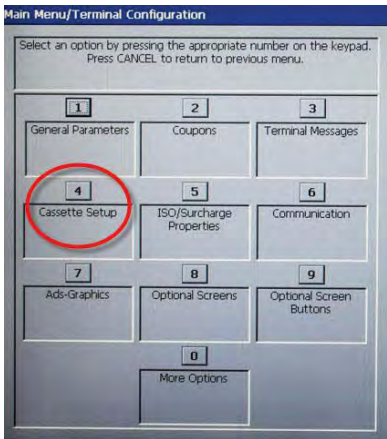 Main Menu/Terminal Configuration
Select an option by pressing the appropriate number on the keypad.
Press CANCEL to return to previous menu.
1
2
3
General Parameters
Coupons
Terminal Messages
4
5
6
Cassette Setup
ISO/Surcharge
Properties
Communication
7
8
9
Ads-Graphics
Optional Screens
Optional Screen
Buttons
0
More Options